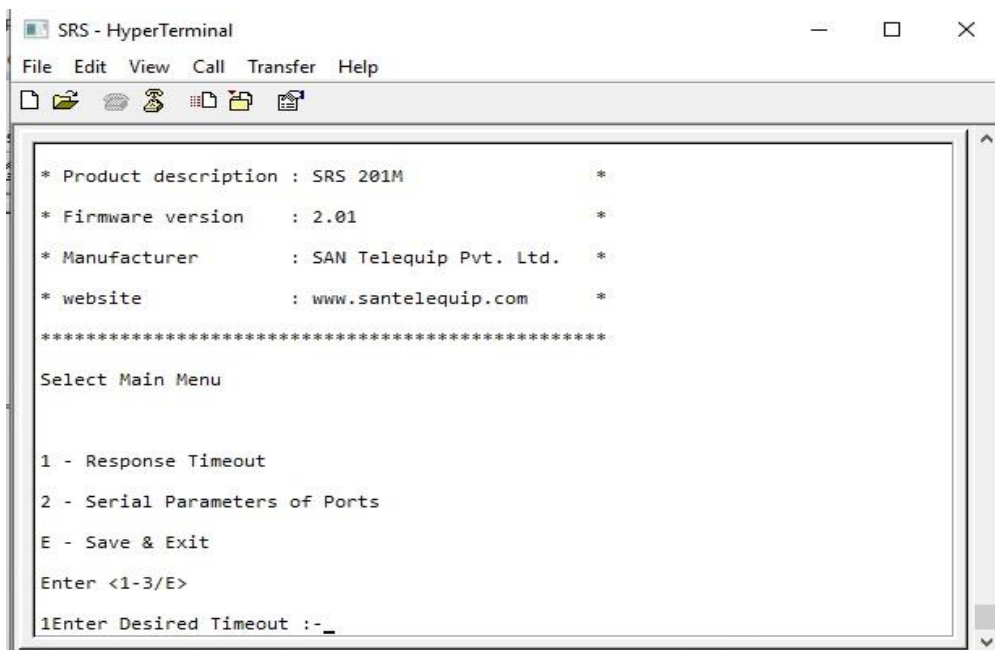 SRS - HyperTerminal
File Edit View Call Transfer Help
* Product description : SRS 201M *
* Firmware version : 2.01 *
* Manufacturer : SAN Telequip Pvt. Ltd. *
* website : www.santelequip.com *
**************************************************
Select Main Menu
1 - Response Timeout
2 - Serial Parameters of Ports
E - Save & Exit
Enter <1-3/E>
1Enter Desired Timeout :-_